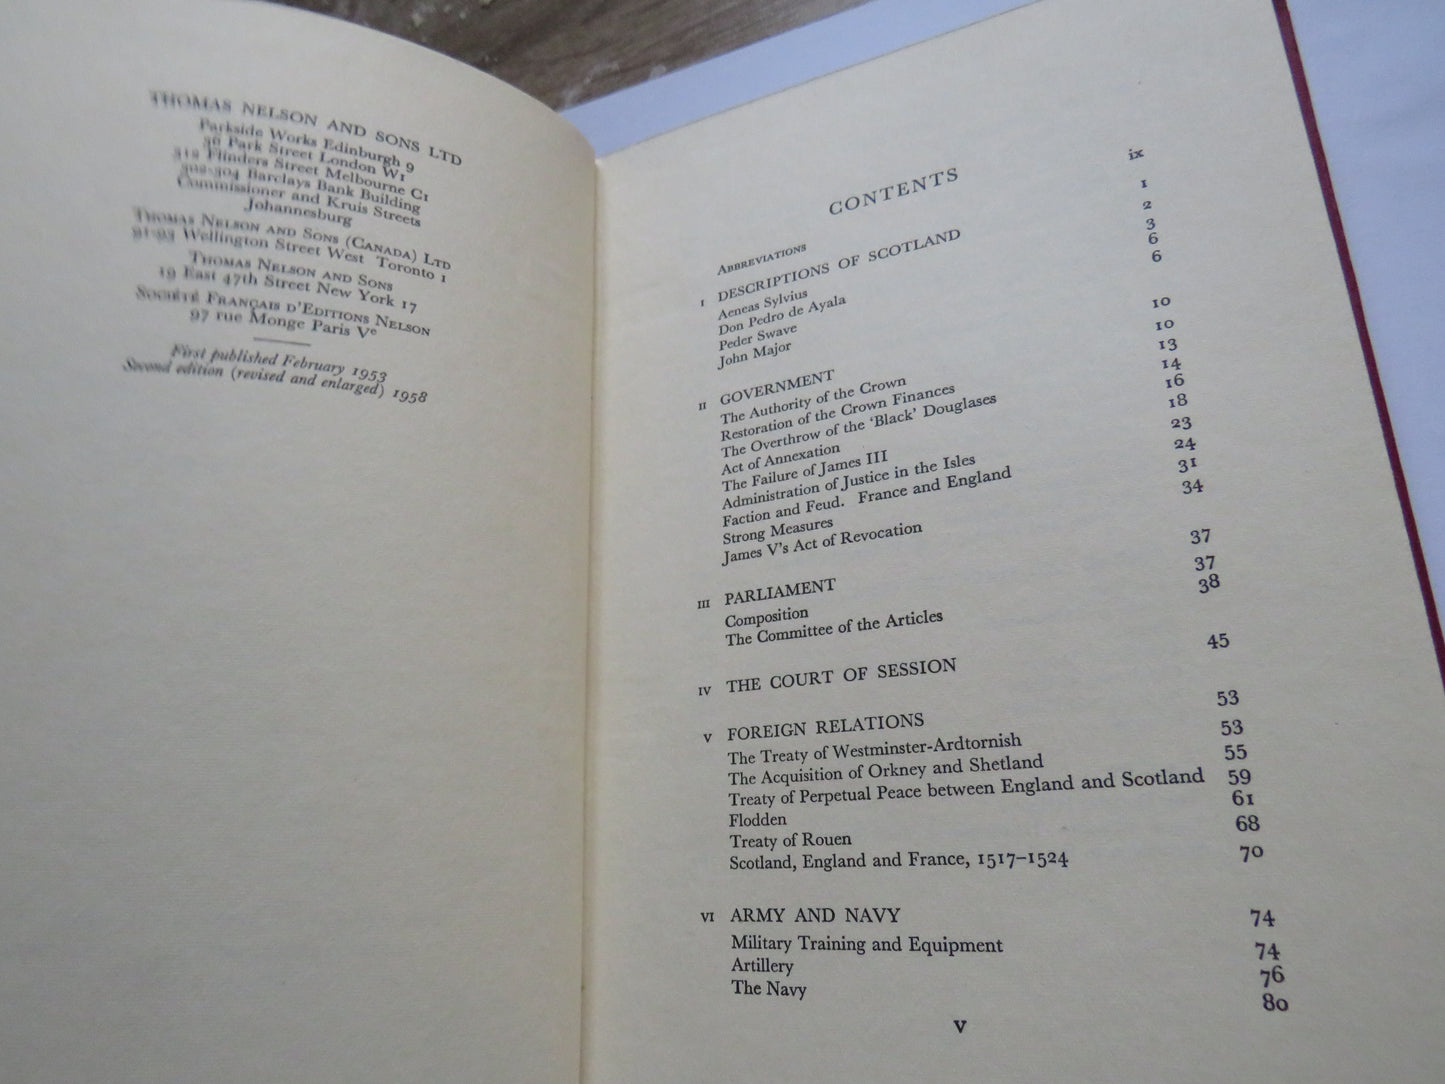 THOMAS NELSON AND SONS LTD
Parkside Works Edinburgh 9
36 Park Street London W1
312 Flinders Street Melbourne C1
302-304 Barclays Bank Building
Commissioner and Kruis Streets
Johannesburg
THOMAS NELSON AND SONS (CANADA) LTD
91-93 Wellington Street West Toronto 1
THOMAS NELSON AND SONS
19 East 47th Street New York 17
SOCIÉTÉ FRANÇAIS D'EDITIONS NELSON
97 rue Monge Paris Ve
First published February 1953
Second edition (revised and enlarged) 1958
CONTENTS
ABBREVIATIONS ix
I DESCRIPTIONS OF SCOTLAND 1
Aeneas Sylvius 2
Don Pedro de Ayala 3
Peder Swave 6
John Major 6
II GOVERNMENT 10
The Authority of the Crown 10
Restoration of the Crown Finances 13
The Overthrow of the 'Black' Douglases 14
Act of Annexation 16
The Failure of James III 18
Administration of Justice in the Isles 23
Faction and Feud. France and England 24
Strong Measures 31
James V's Act of Revocation 34
III PARLIAMENT 37
Composition 37
The Committee of the Articles 38
IV THE COURT OF SESSION 45
V FOREIGN RELATIONS 53
The Treaty of Westminster-Ardtornish 53
The Acquisition of Orkney and Shetland 55
Treaty of Perpetual Peace between England and Scotland 59
Flodden 61
Treaty of Rouen 68
Scotland, England and France, 1517-1524 70
VI ARMY AND NAVY 74
Military Training and Equipment 74
Artillery 76
The Navy 80
v